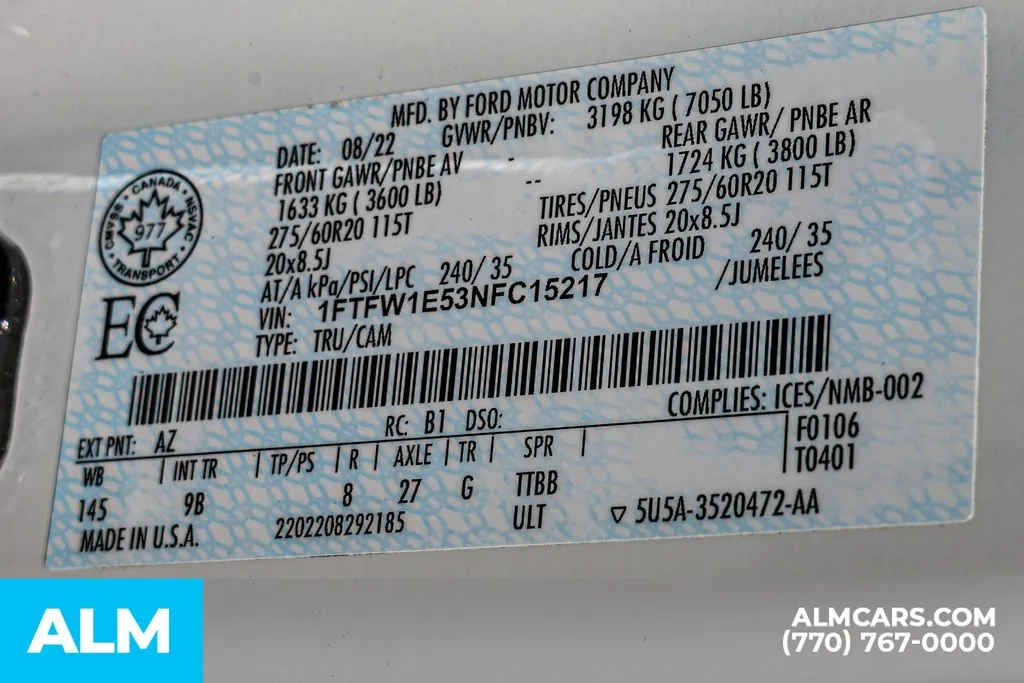 MFD. BY FORD MOTOR COMPANY
DATE: 08/22 GVWR/PNBV: 3198 KG ( 7050 LB)
FRONT GAWR/PNBE AV - REAR GAWR/ PNBE AR
1633 KG ( 3600 LB) -- 1724 KG ( 3800 LB)
275/60R20 115T TIRES/PNEUS 275/60R20 115T
20x8.5J RIMS/JANTES 20x8.5J
AT/A kPa/PSI/LPC 240/ 35 COLD/A FROID 240/ 35
VIN: 1FTFW1E53NFC15217 /JUMELEES
TYPE: TRU/CAM
CMVSS · CANADA · NSVAC · TRANSPORT ·
977
EC
COMPLIES: ICES/NMB-002
EXT PNT: AZ RC: B1 DSO: F0106
WB | INT TR | TP/PS | R | AXLE | TR | SPR | T0401
145 9B 8 27 G TTBB
MADE IN U.S.A. 2202208292185 ULT ▽ 5U5A-3520472-AA
ALM
ALMCARS.COM
(770) 767-0000